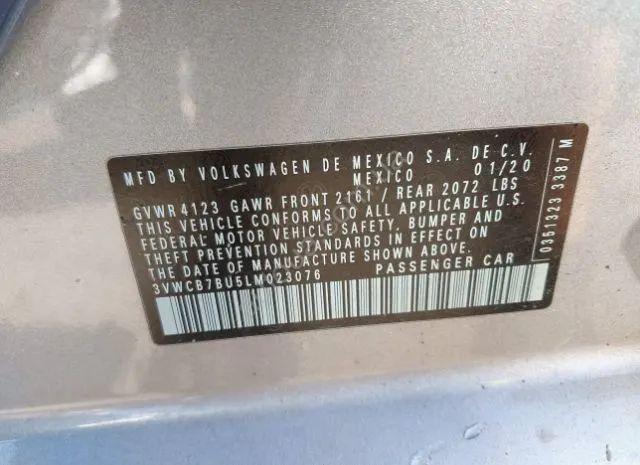 MFD BY VOLKSWAGEN DE MEXICO S.A. DE C.V.
MEXICO 01/20
GVWR 4123 GAWR FRONT 2161 / REAR 2072 LBS
THIS VEHICLE CONFORMS TO ALL APPLICABLE U.S.
FEDERAL MOTOR VEHICLE SAFETY, BUMPER AND
THEFT PREVENTION STANDARDS IN EFFECT ON
THE DATE OF MANUFACTURE SHOWN ABOVE.
3VWCB7BU5LM023076 PASSENGER CAR
0351323 3387 M